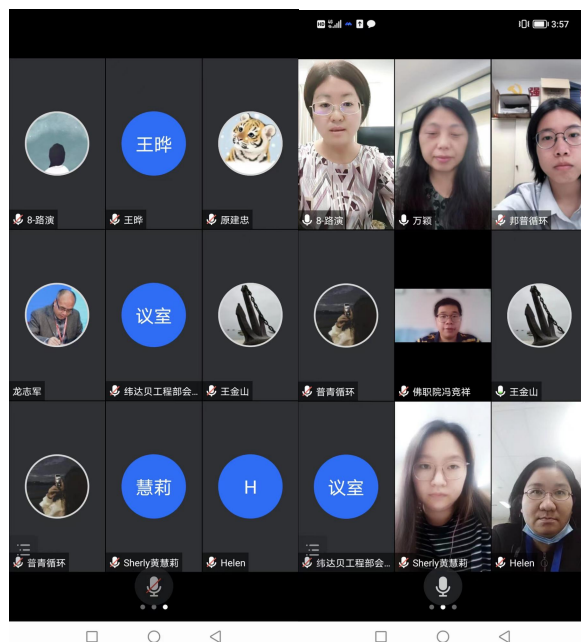 HD 4G 3:57
王晔
8-路演
王晔
原建忠
8-路演
万颖
邦普循环
议室
龙志军
纬达贝工程部会...
王金山
普青循环
佛职院冯竞祥
王金山
慧莉
H
议室
普青循环
Sherly黄慧莉
Helen
纬达贝工程部会...
Sherly黄慧莉
Helen